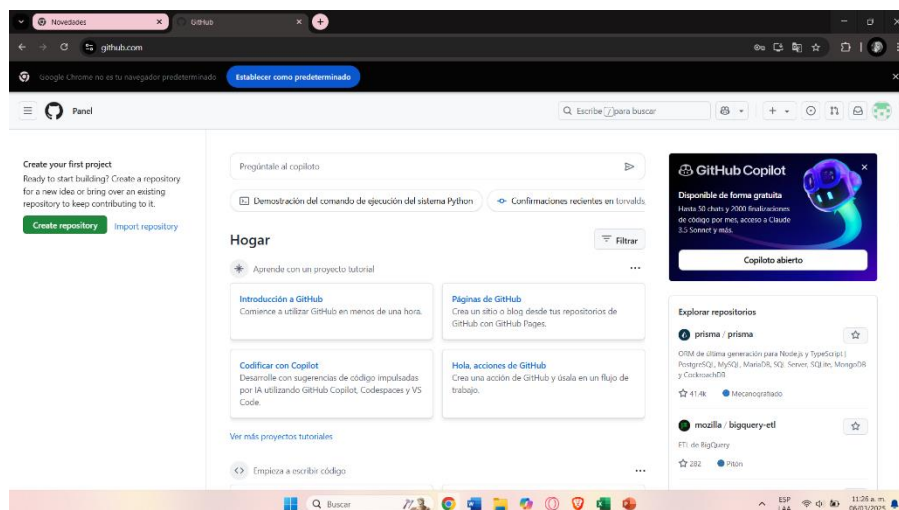 Novedades
GitHub
github.com
Google Chrome no es tu navegador predeterminado
Establecer como predeterminado
Panel
Escribe / para buscar
Create your first project
Ready to start building? Create a repository
for a new idea or bring over an existing
repository to keep contributing to it.
Create repository
Import repository
Pregúntale al copiloto
Demostración del comando de ejecución del sistema Python
Confirmaciones recientes en torvalds
Hogar
Filtrar
Aprende con un proyecto tutorial
Introducción a GitHub
Comience a utilizar GitHub en menos de una hora.
Páginas de GitHub
Crea un sitio o blog desde tus repositorios de
GitHub con GitHub Pages.
Codificar con Copilot
Desarrolle con sugerencias de código impulsadas
por IA utilizando GitHub Copilot, Codespaces y VS
Code.
Hola, acciones de GitHub
Crea una acción de GitHub y úsala en un flujo de
trabajo.
Ver más proyectos tutoriales
Empieza a escribir código
GitHub Copilot
Disponible de forma gratuita
Hasta 50 chats y 2000 finalizaciones
de código por mes, acceso a Claude
3.5 Sonnet y más.
Copiloto abierto
Explorar repositorios
prisma / prisma
ORM de última generación para Node.js y TypeScript |
PostgreSQL, MySQL, MariaDB, SQL Server, SQLite, MongoDB
y CockroachDB
41.4k
Mecanografiado
mozilla / bigquery-etl
ETL de BigQuery
282
Pitón
Buscar
ESP
LAA
11:26 a. m.
06/03/2025